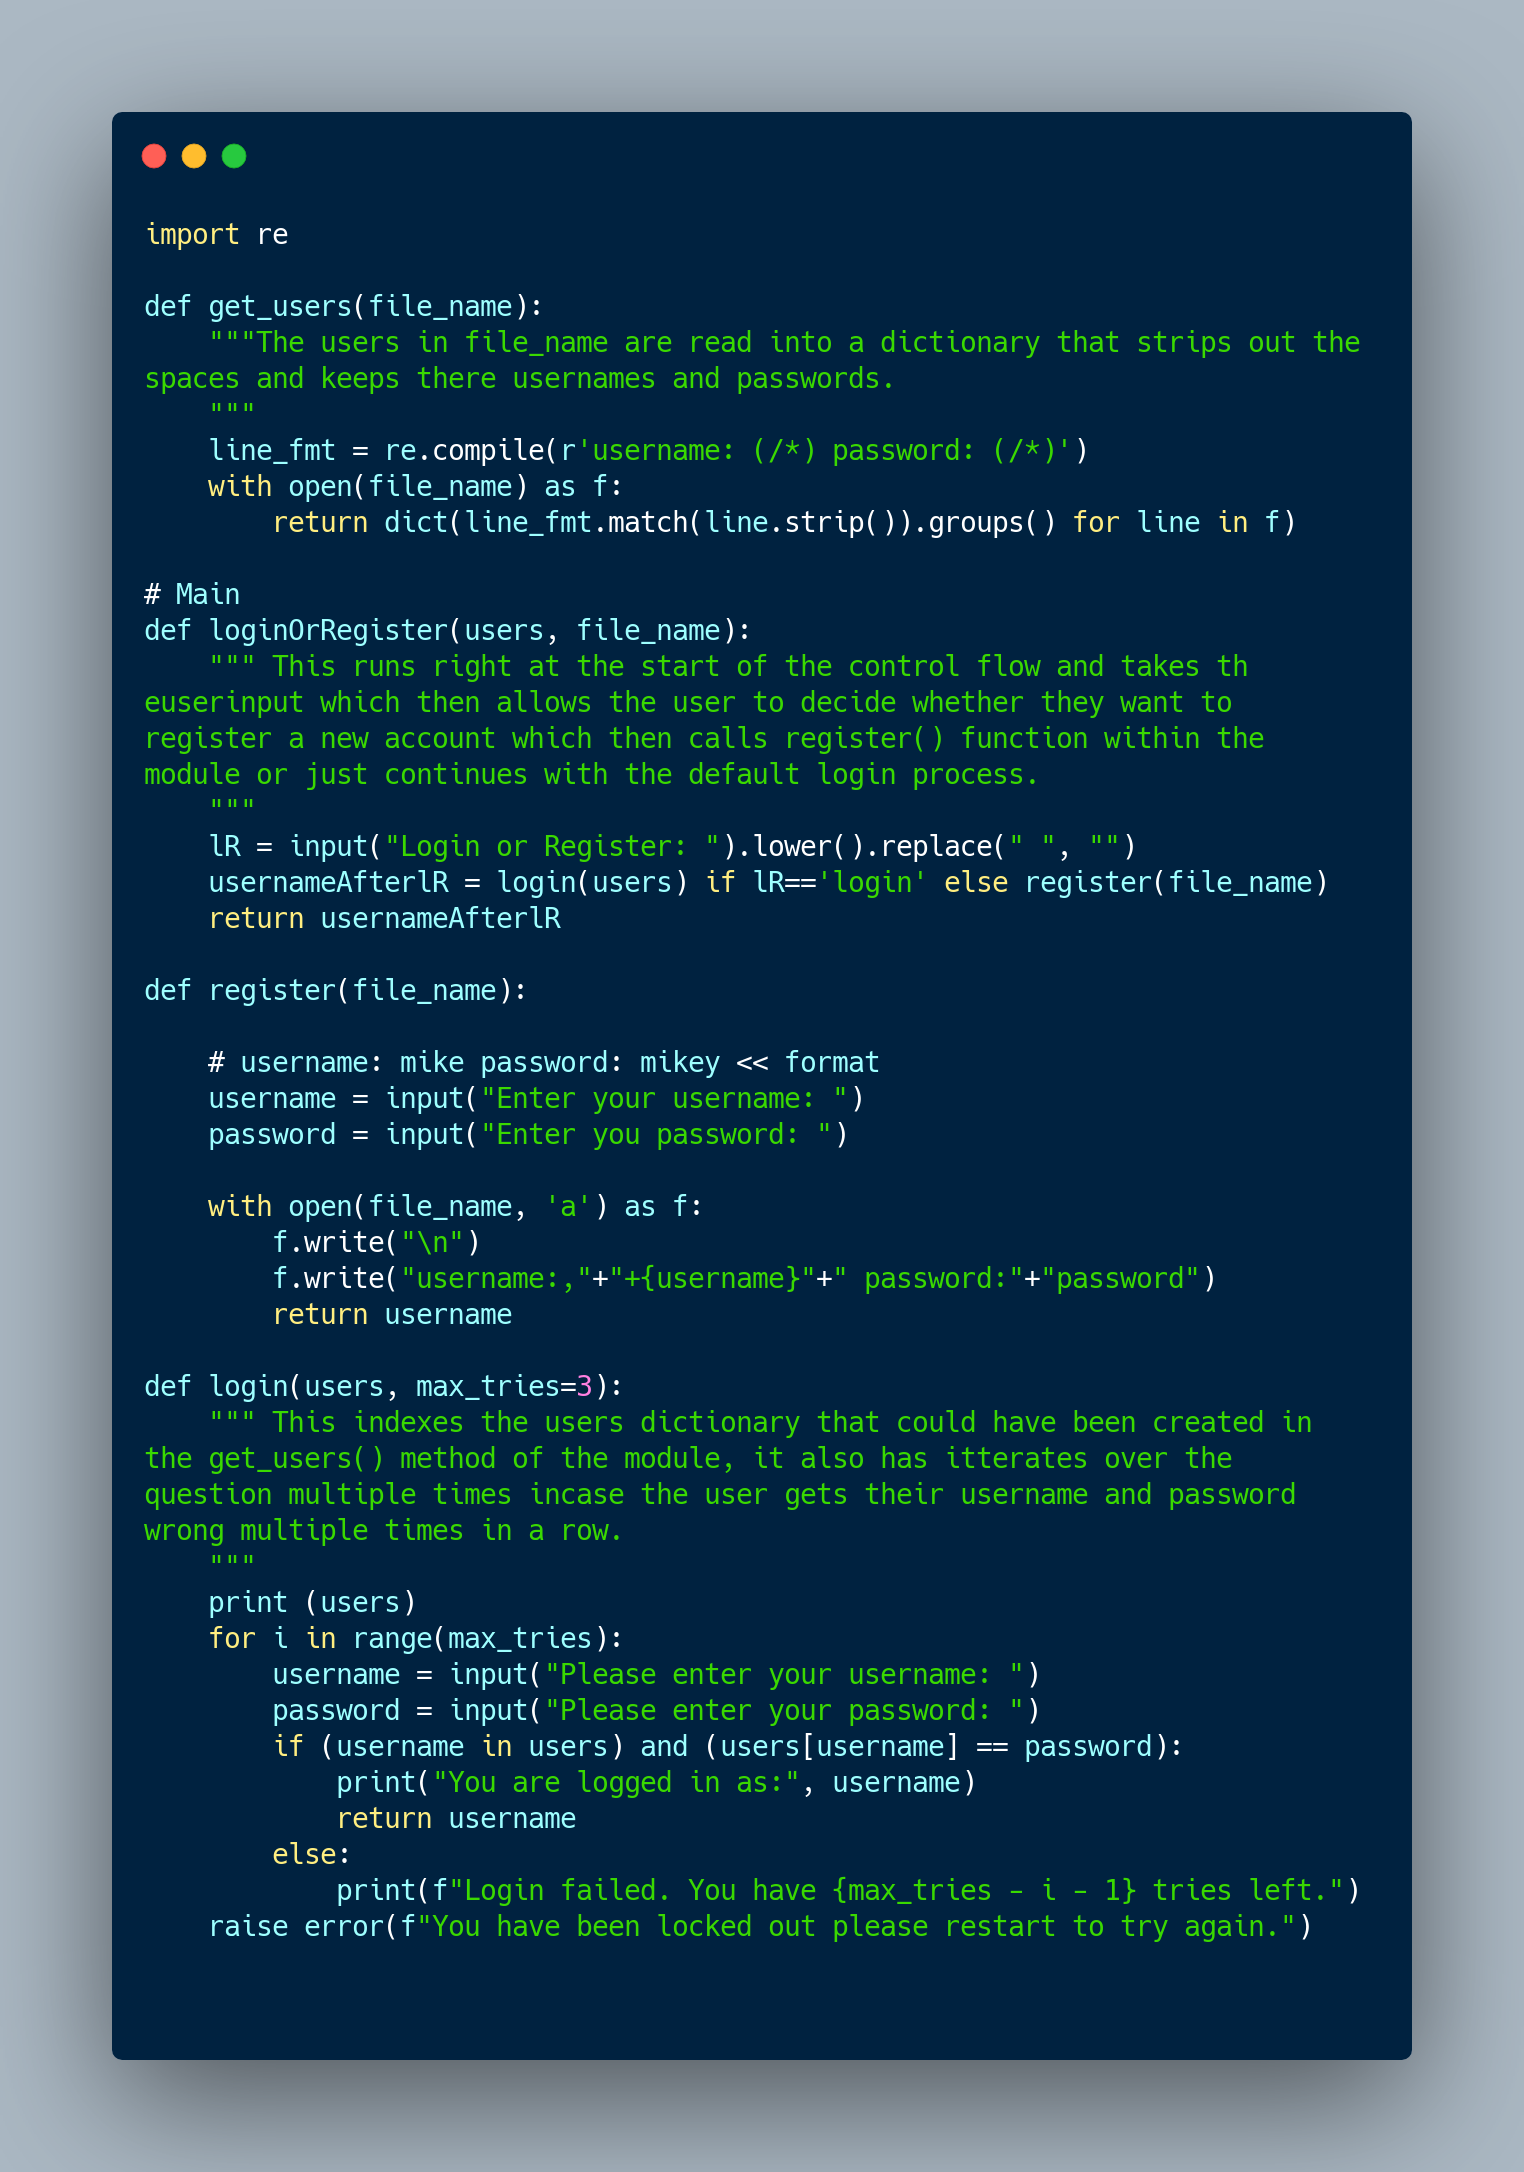 import re

def get_users(file_name):
    """The users in file_name are read into a dictionary that strips out the
spaces and keeps there usernames and passwords.
    """
    line_fmt = re.compile(r'username: (/*) password: (/*)')
    with open(file_name) as f:
        return dict(line_fmt.match(line.strip()).groups() for line in f)

# Main
def loginOrRegister(users, file_name):
    """ This runs right at the start of the control flow and takes th
euserinput which then allows the user to decide whether they want to
register a new account which then calls register() function within the
module or just continues with the default login process.
    """
    lR = input("Login or Register: ").lower().replace(" ", "")
    usernameAfterlR = login(users) if lR=='login' else register(file_name)
    return usernameAfterlR

def register(file_name):

    # username: mike password: mikey << format
    username = input("Enter your username: ")
    password = input("Enter you password: ")

    with open(file_name, 'a') as f:
        f.write("\n")
        f.write("username:,"+"+{username}"+" password:"+"password")
        return username

def login(users, max_tries=3):
    """ This indexes the users dictionary that could have been created in
the get_users() method of the module, it also has itterates over the
question multiple times incase the user gets their username and password
wrong multiple times in a row.
    """
    print (users)
    for i in range(max_tries):
        username = input("Please enter your username: ")
        password = input("Please enter your password: ")
        if (username in users) and (users[username] == password):
            print("You are logged in as:", username)
            return username
        else:
            print(f"Login failed. You have {max_tries - i - 1} tries left.")
    raise error(f"You have been locked out please restart to try again.")